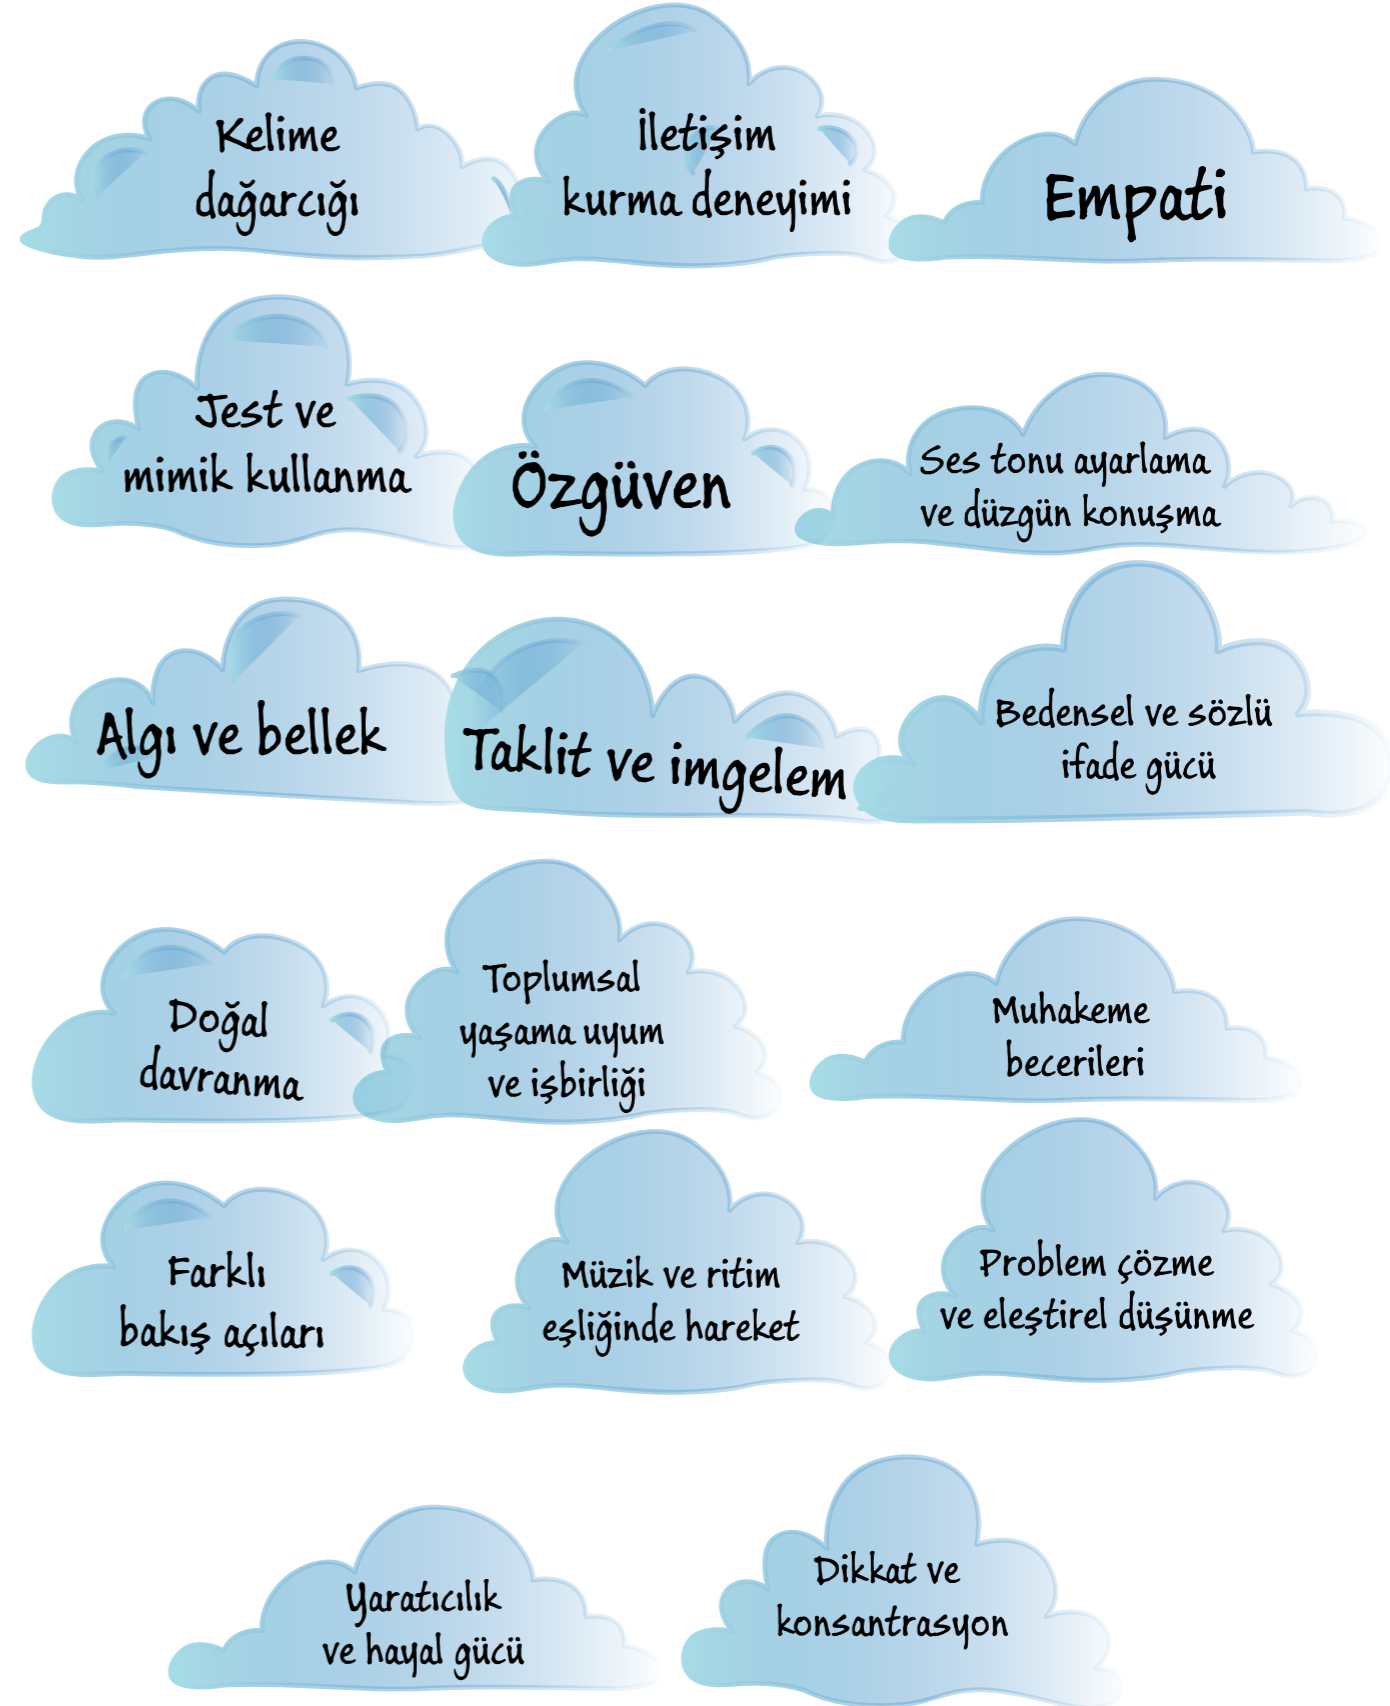 Kelime
dağarcığı
İletişim
kurma deneyimi
Empati
Jest ve
mimik kullanma
Özgüven
Ses tonu ayarlama
ve düzgün konuşma
Algı ve bellek
Taklit ve imgelem
Bedensel ve sözlü
ifade gücü
Doğal
davranma
Toplumsal
yaşama uyum
ve işbirliği
Muhakeme
becerileri
Farklı
bakış açıları
Müzik ve ritim
eşliğinde hareket
Problem çözme
ve eleştirel düşünme
Yaratıcılık
ve hayal gücü
Dikkat ve
konsantrasyon